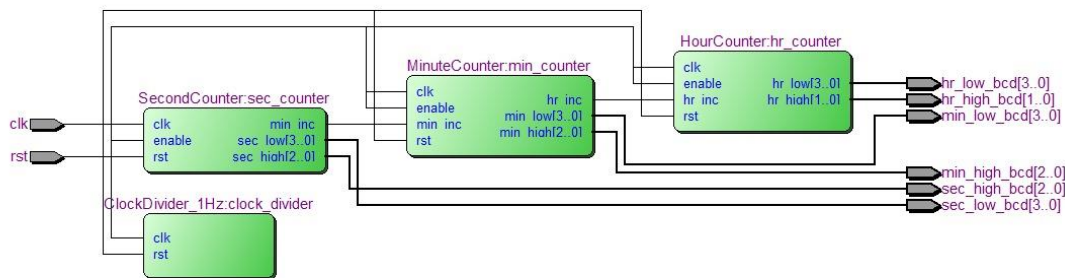 HourCounter:hr_counter
clk
enable hr_low[3..0]
hr_inc hr_high[1..0]
rst
hr_low_bcd[3..0]
hr_high_bcd[1..0]
min_low_bcd[3..0]
MinuteCounter:min_counter
clk
enable hr_inc
min_inc min_low[3..0]
rst min_high[2..0]
SecondCounter:sec_counter
clk min_inc
enable sec_low[3..0]
rst sec_high[2..0]
clk
rst
min_high_bcd[2..0]
sec_high_bcd[2..0]
sec_low_bcd[3..0]
ClockDivider_1Hz:clock_divider
clk
rst